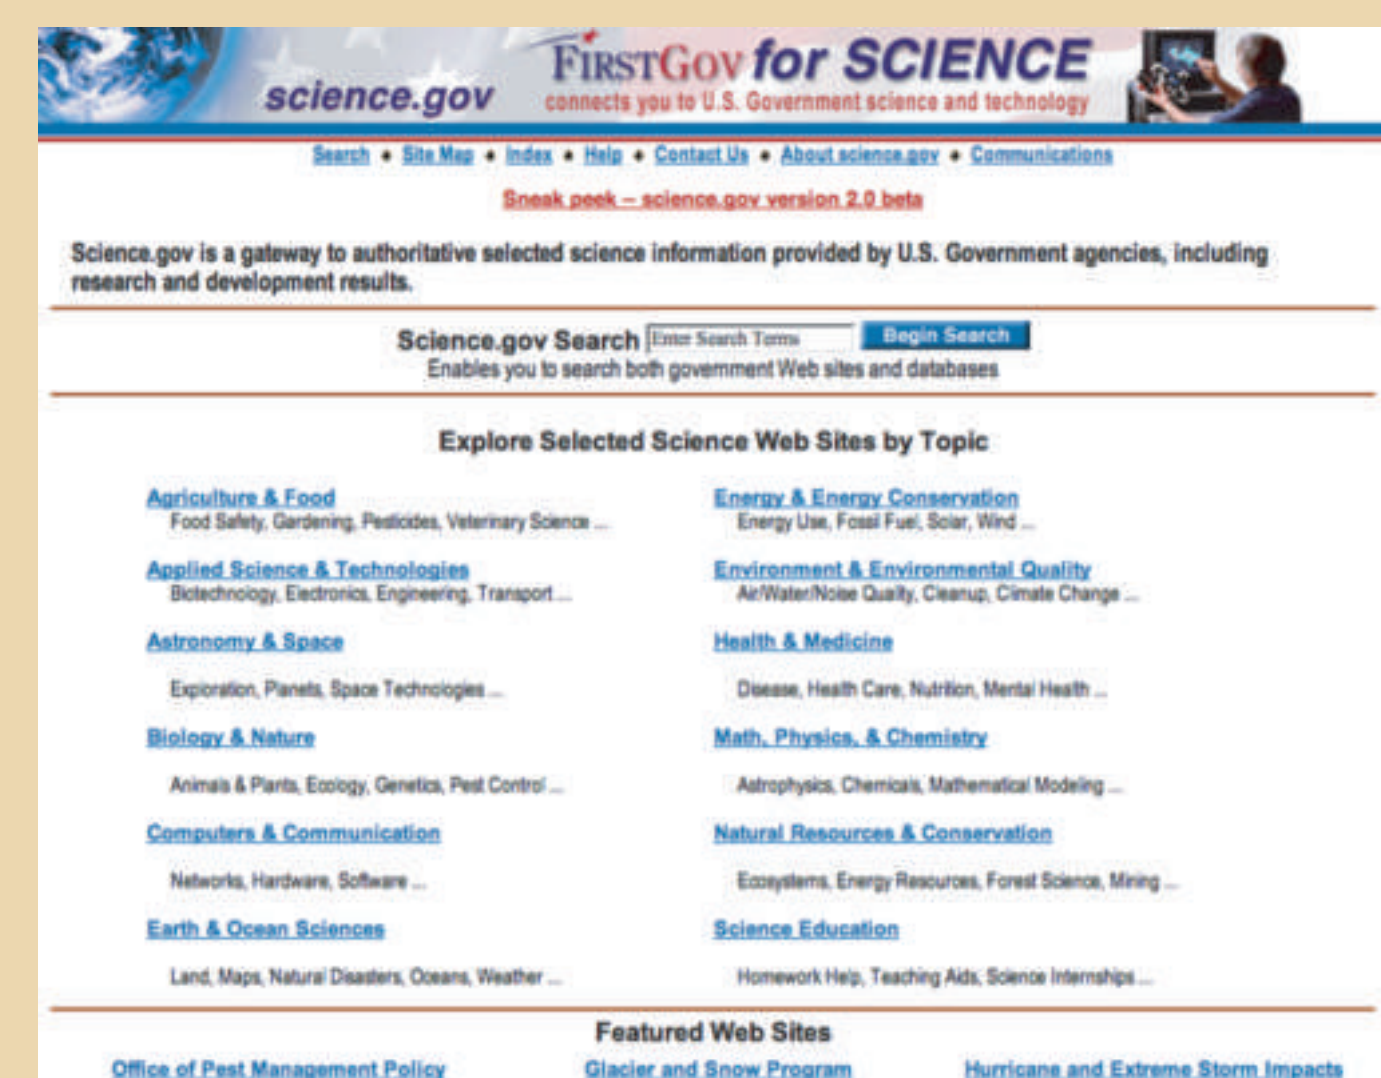 science.gov
FIRSTGOV for SCIENCE
connects you to U.S. Government science and technology
Search ◆ Site Map ◆ Index ◆ Help ◆ Contact Us ◆ About science.gov ◆ Communications
Sneak peek – science.gov version 2.0 beta
Science.gov is a gateway to authoritative selected science information provided by U.S. Government agencies, including
research and development results.
Science.gov Search Enter Search Terms Begin Search
Enables you to search both government Web sites and databases
Explore Selected Science Web Sites by Topic
Agriculture & Food
Food Safety, Gardening, Pesticides, Veterinary Science ...
Applied Science & Technologies
Biotechnology, Electronics, Engineering, Transport ...
Astronomy & Space
Exploration, Planets, Space Technologies ...
Biology & Nature
Animals & Plants, Ecology, Genetics, Pest Control ...
Computers & Communication
Networks, Hardware, Software ...
Earth & Ocean Sciences
Land, Maps, Natural Disasters, Oceans, Weather ...
Energy & Energy Conservation
Energy Use, Fossil Fuel, Solar, Wind ...
Environment & Environmental Quality
Air/Water/Noise Quality, Cleanup, Climate Change ...
Health & Medicine
Disease, Health Care, Nutrition, Mental Health ...
Math, Physics, & Chemistry
Astrophysics, Chemicals, Mathematical Modeling ...
Natural Resources & Conservation
Ecosystems, Energy Resources, Forest Science, Mining ...
Science Education
Homework Help, Teaching Aids, Science Internships ...
Featured Web Sites
Office of Pest Management Policy
Glacier and Snow Program
Hurricane and Extreme Storm Impacts